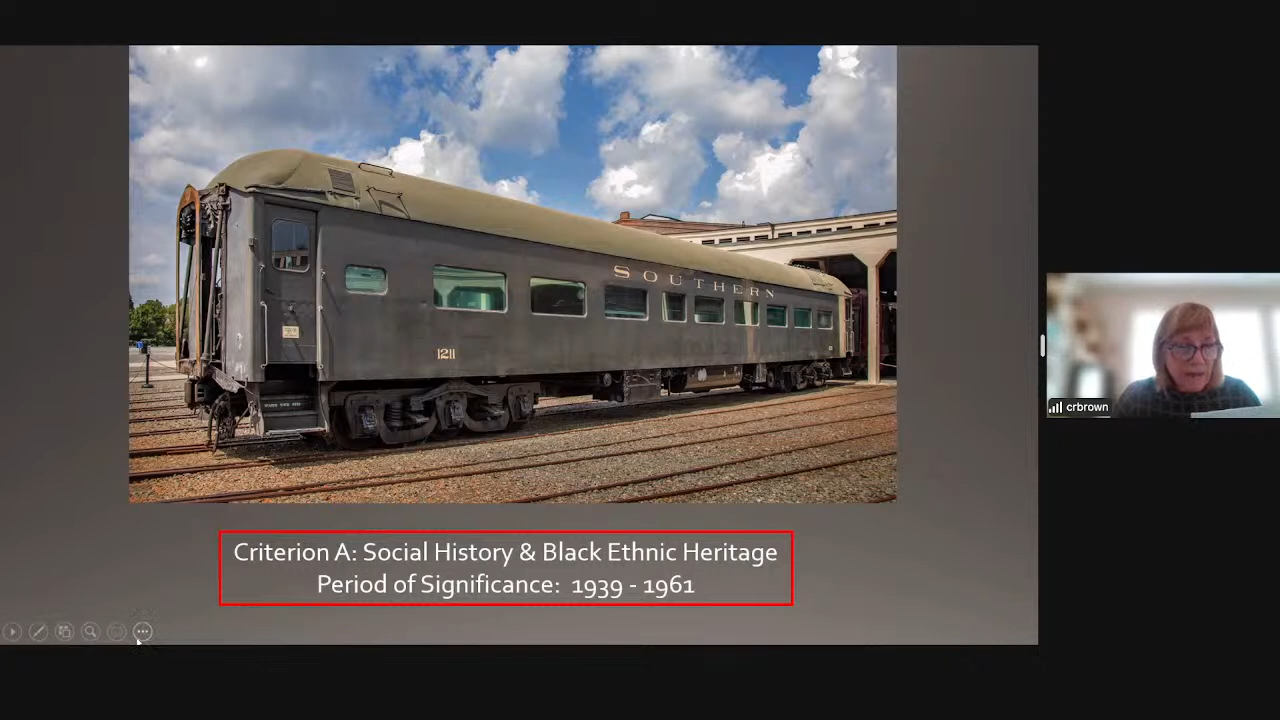 SOUTHERN
1211
Criterion A: Social History & Black Ethnic Heritage
Period of Significance: 1939 - 1961
crbrown